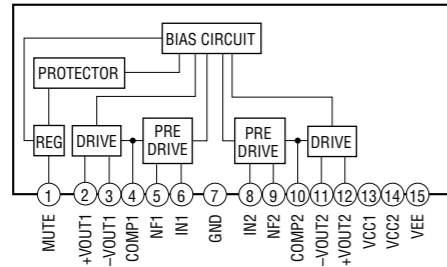 BIAS CIRCUIT
PROTECTOR
REG
DRIVE
PRE
DRIVE
PRE
DRIVE
DRIVE
1
2
3
4
5
6
7
8
9
10
11
12
13
14
15
MUTE
+VOUT1
–VOUT1
COMP1
NF1
IN1
GND
IN2
NF2
COMP2
–VOUT2
+VOUT2
VCC1
VCC2
VEE